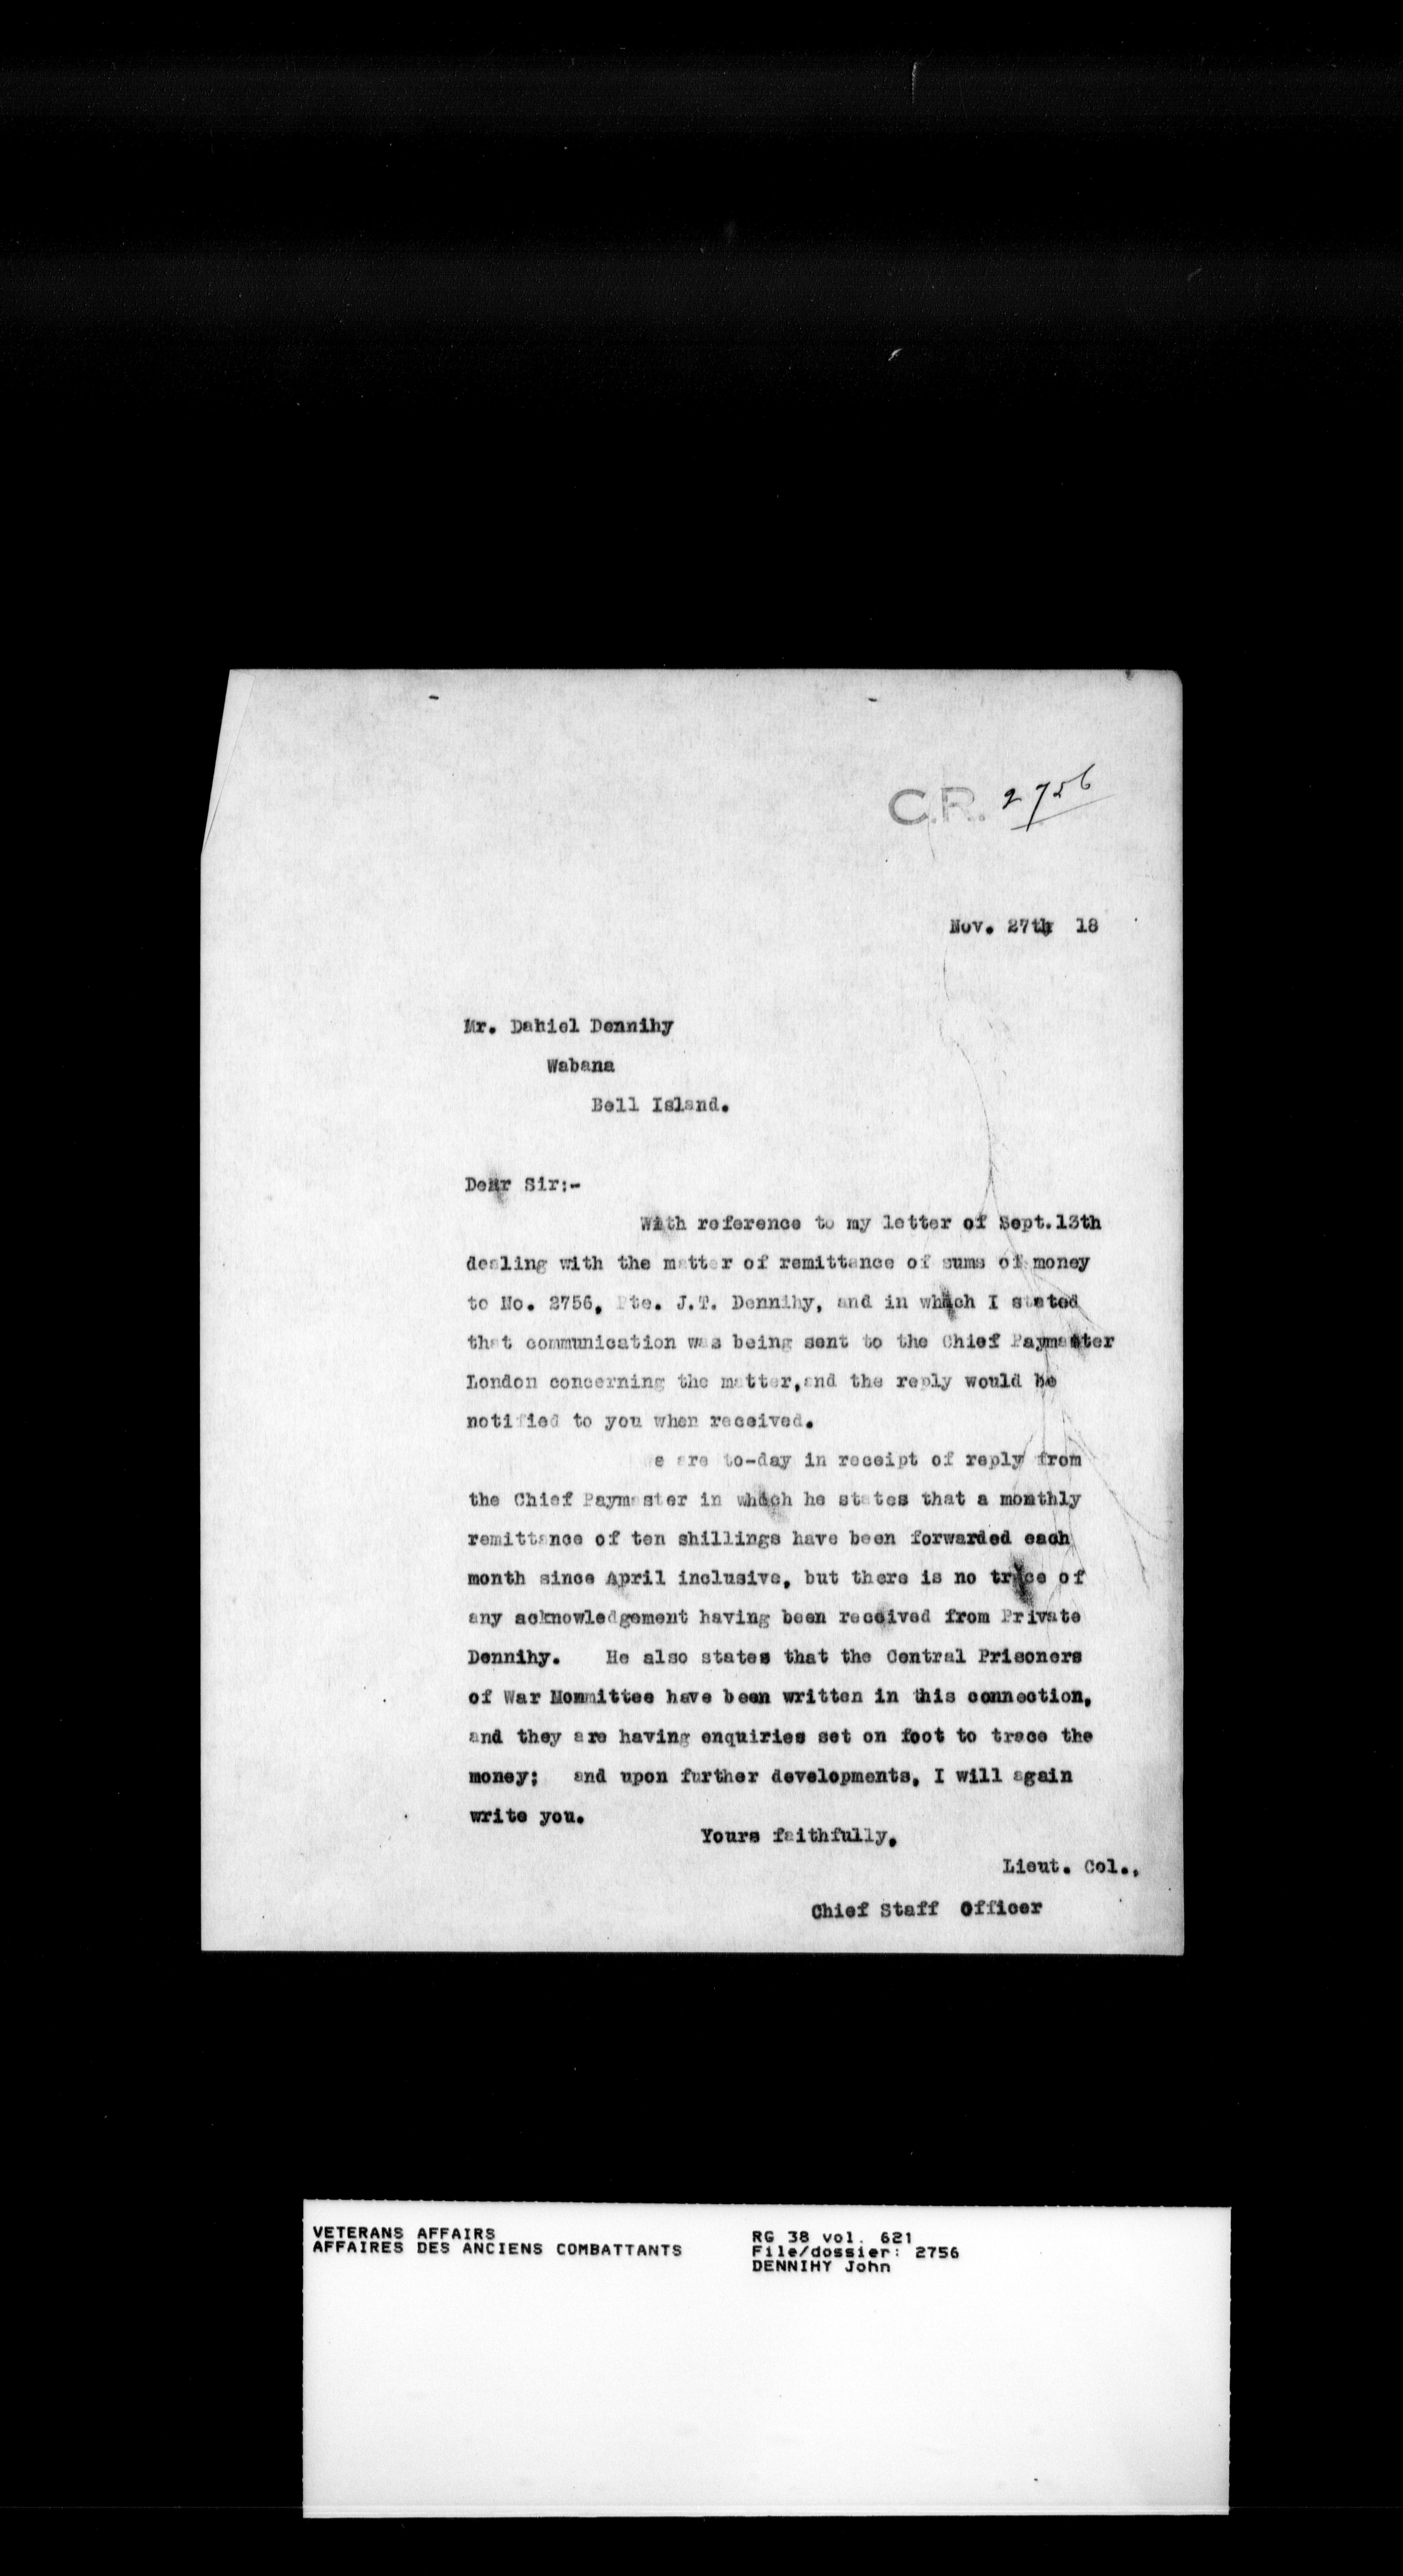 C.R. 2756
Nov. 27th 18
Mr. Daniel Dennihy
Wabana
Bell Island.
Dear Sir:-
With reference to my letter of Sept.13th
dealing with the matter of remittance of sums of money
to No. 2756, Pte. J.T. Dennihy, and in which I stated
that communication was being sent to the Chief Paymaster
London concerning the matter,and the reply would be
notified to you when received.
We are to-day in receipt of reply from
the Chief Paymaster in which he states that a monthly
remittance of ten shillings have been forwarded each
month since April inclusive, but there is no trace of
any acknowledgement having been received from Private
Dennihy. He also states that the Central Prisoners
of War Mommittee have been written in this connection,
and they are having enquiries set on foot to trace the
money; and upon further developments, I will again
write you.
Yours faithfully,
Lieut. Col.,
Chief Staff Officer
VETERANS AFFAIRS
AFFAIRES DES ANCIENS COMBATTANTS
RG 38 vol. 621
File/dossier: 2756
DENNIHY John